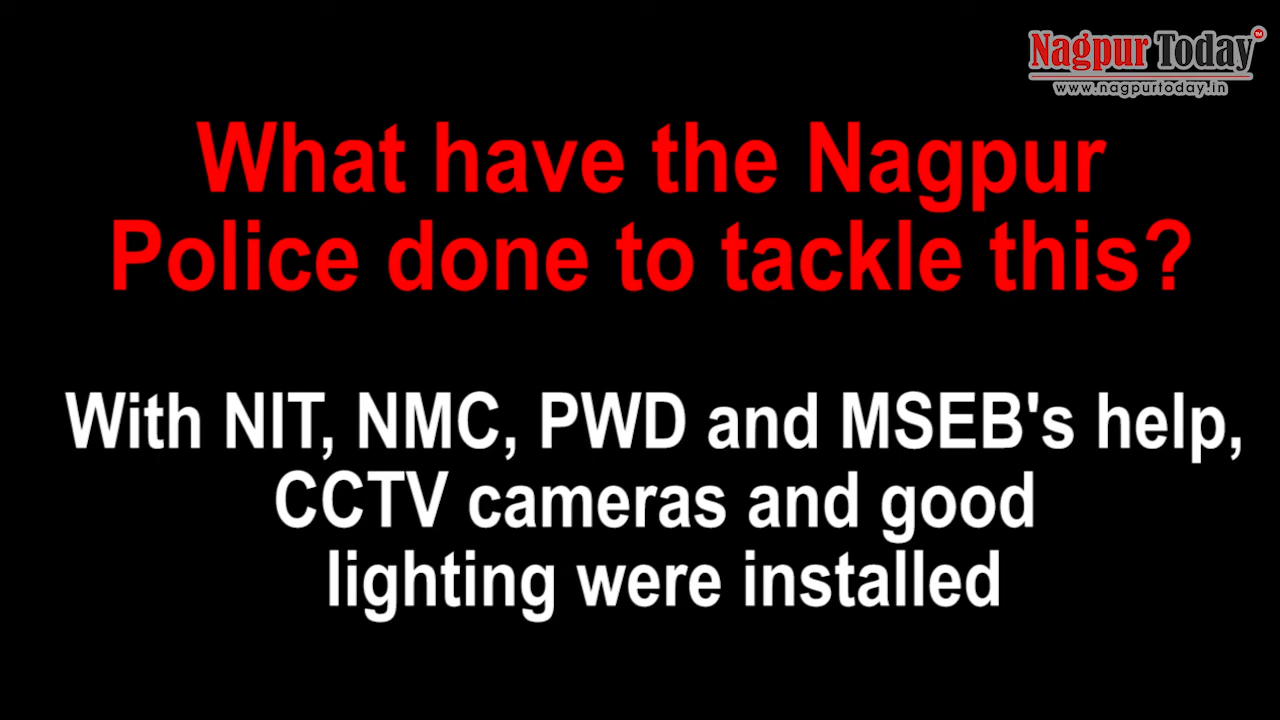 Nagpur Today
www.nagpurtoday.in
What have the Nagpur
Police done to tackle this?
With NIT, NMC, PWD and MSEB's help,
CCTV cameras and good
lighting were installed